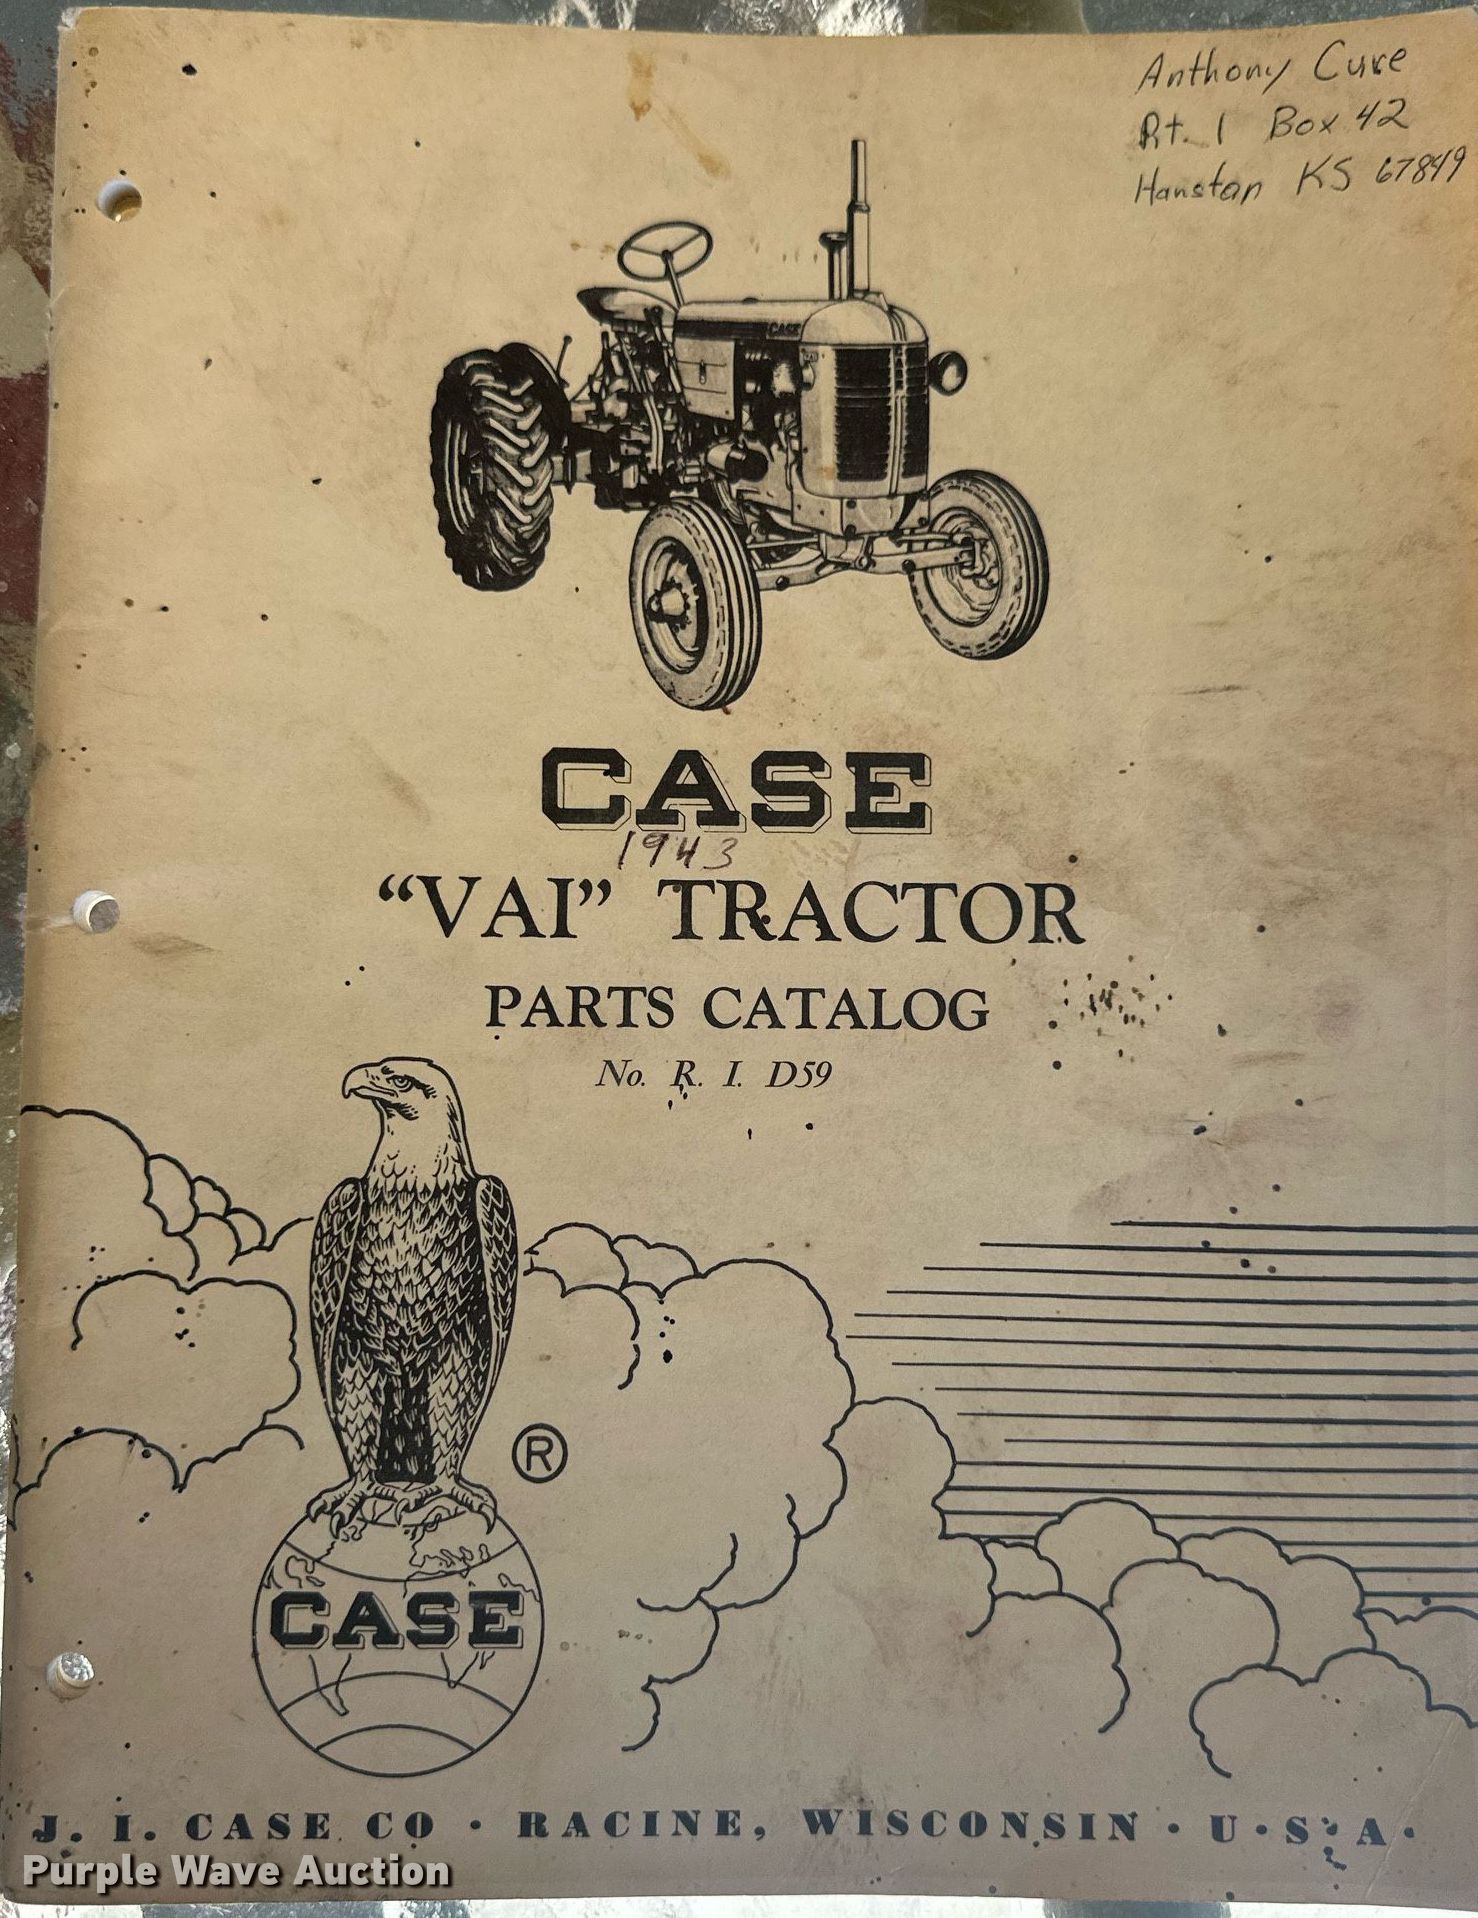 Anthony Cure
Rt. 1 Box 42
Hanston KS 67849
CASE
CASE
1943
"VAI" TRACTOR
PARTS CATALOG
No. R. I. D59
®
CASE
J. I. CASE CO · RACINE, WISCONSIN · U·S·A·
Purple Wave Auction